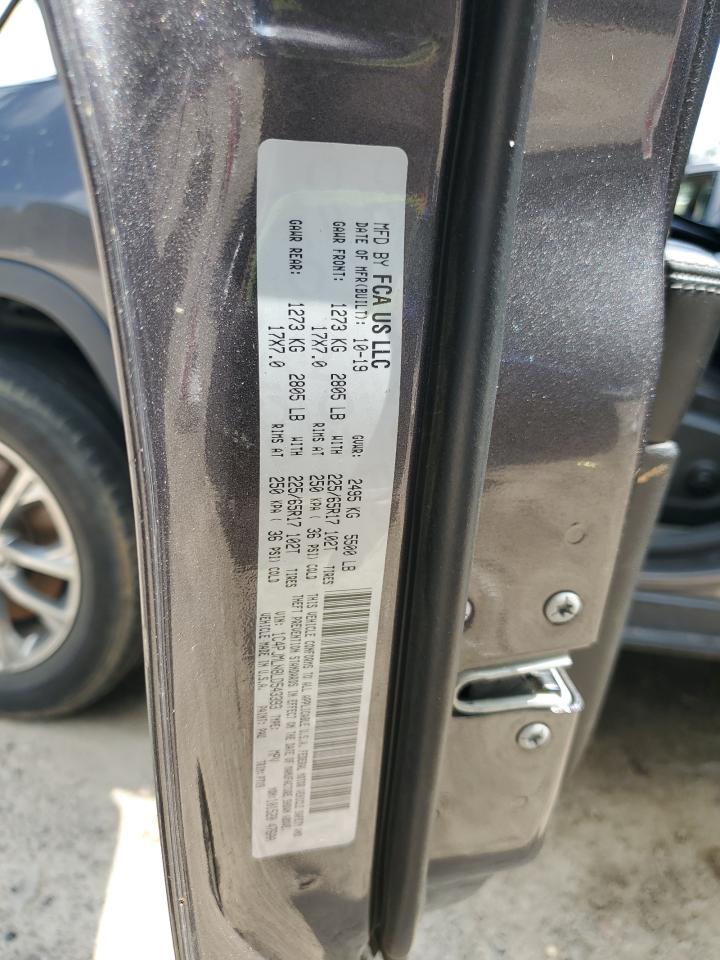 MFD BY FCA US LLC
DATE OF MFR(BUILT): 10-19 GVWR: 2495 KG 5500 LB
GAWR FRONT: 1273 KG 2805 LB WITH 225/65R17 102T TIRES
17X7.0 RIMS AT 250 KPA ( 36 PSI) COLD
GAWR REAR: 1273 KG 2805 LB WITH 225/65R17 102T TIRES
17X7.0 RIMS AT 250 KPA ( 36 PSI) COLD
THIS VEHICLE CONFORMS TO ALL APPLICABLE U.S.A. FEDERAL MOTOR VEHICLE SAFETY AND
THEFT PREVENTION STANDARDS IN EFFECT ON THE DATE OF MANUFACTURE SHOWN ABOVE.
VIN: TYPE: MPV
VEHICLE MADE IN U.S.A. PAINT: TRIM: